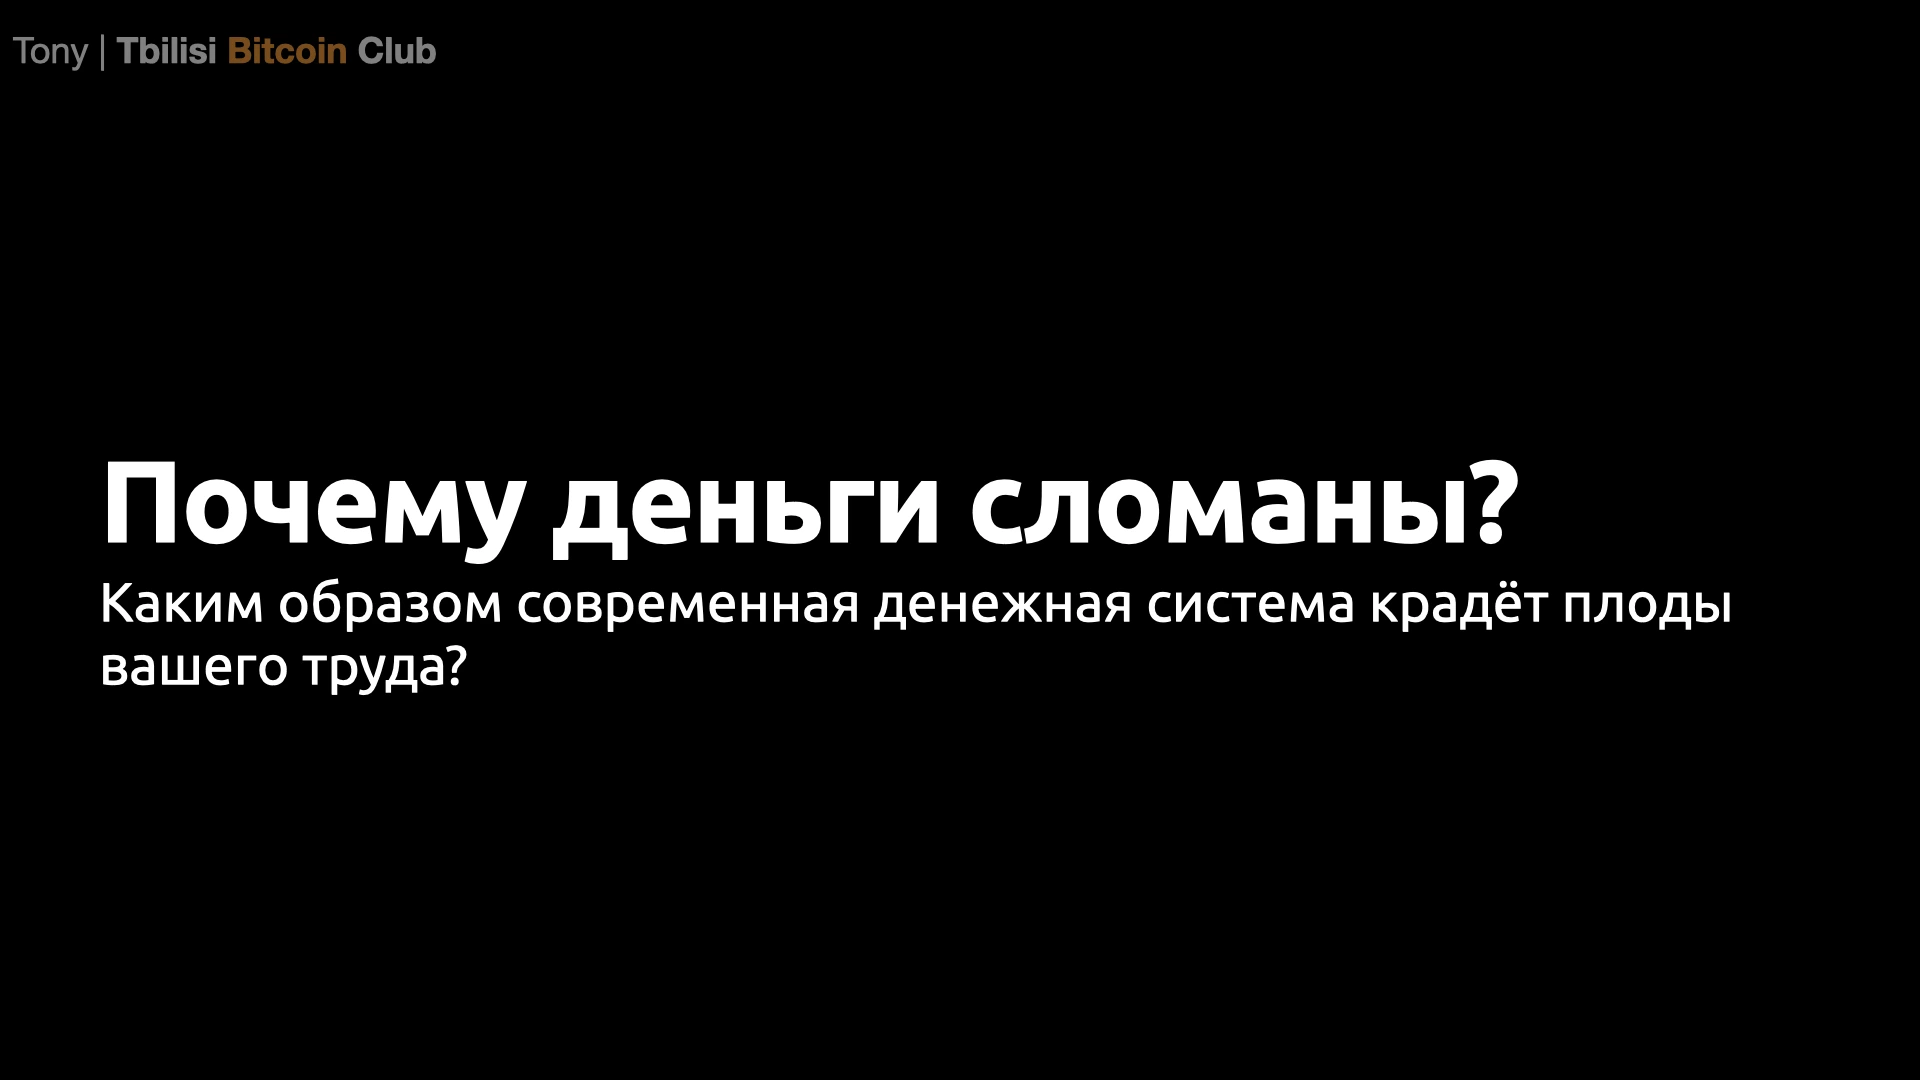 Tony | Tbilisi Bitcoin Club
Почему деньги сломаны?
Каким образом современная денежная система крадёт плоды
вашего труда?